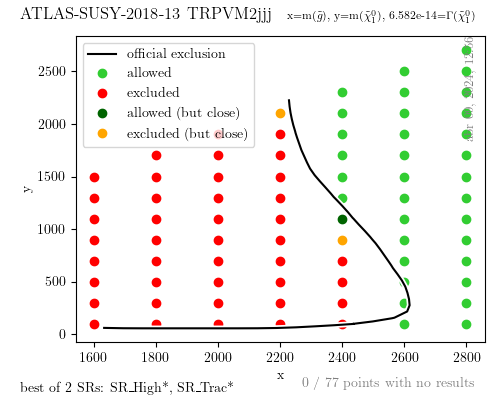 ATLAS-SUSY-2018-13 TRPVM2jjj x=m(g̃), y=m(χ̃₁⁰), 6.582e-14=Γ(χ̃₁⁰)
official exclusion
allowed
excluded
allowed (but close)
excluded (but close)
2500
2000
1500
1000
500
0
y
1600 1800 2000 2200 2400 2600 2800
x
best of 2 SRs: SR_High*, SR_Trac*
0 / 77 points with no results